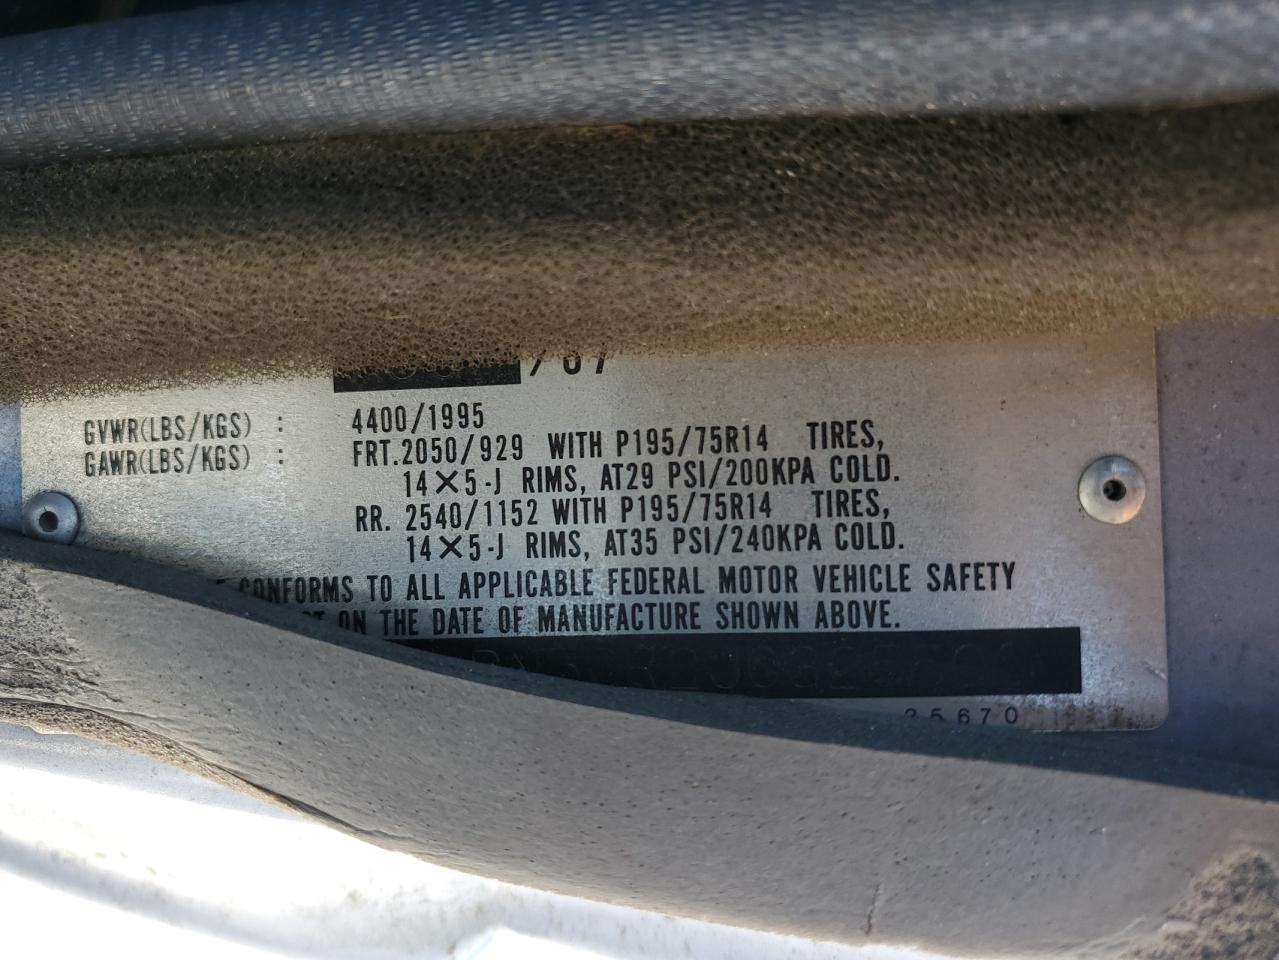 /87
GVWR(LBS/KGS) : 4400/1995
GAWR(LBS/KGS) : FRT.2050/929 WITH P195/75R14 TIRES,
14×5-J RIMS, AT29 PSI/200KPA COLD.
RR. 2540/1152 WITH P195/75R14 TIRES,
14×5-J RIMS, AT35 PSI/240KPA COLD.
CONFORMS TO ALL APPLICABLE FEDERAL MOTOR VEHICLE SAFETY
ON THE DATE OF MANUFACTURE SHOWN ABOVE.
25670